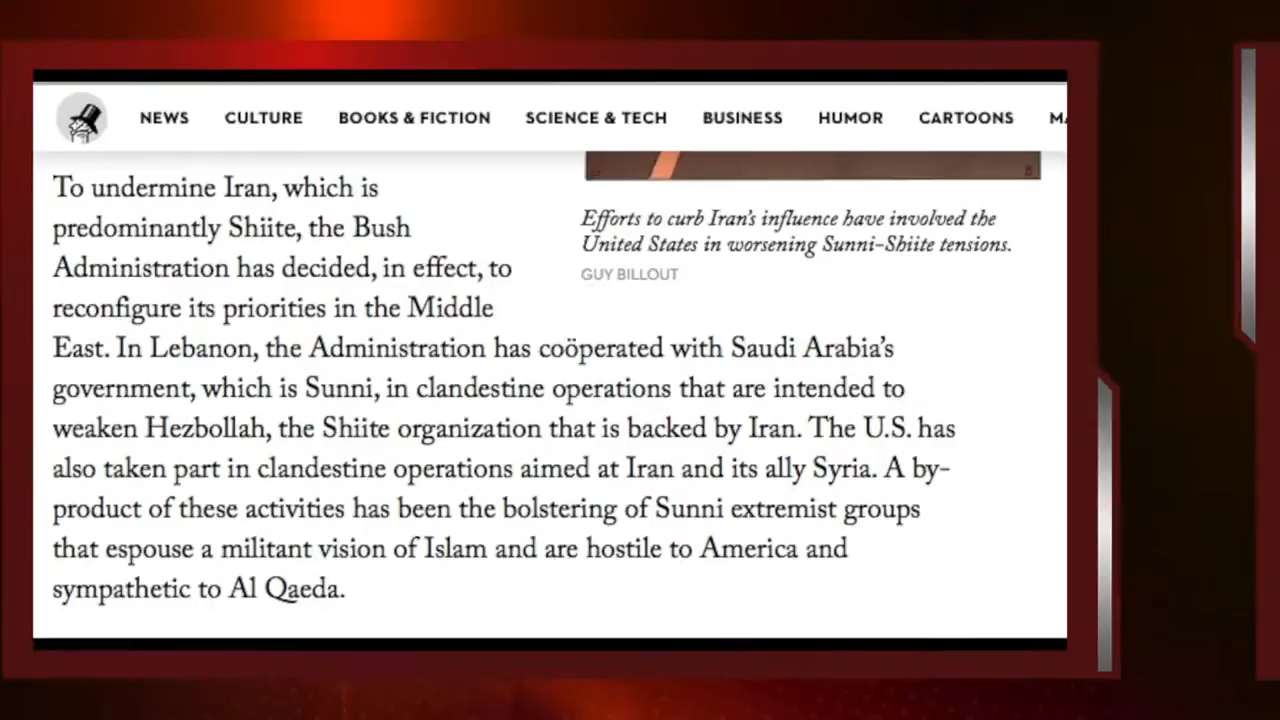 NEWS CULTURE BOOKS & FICTION SCIENCE & TECH BUSINESS HUMOR CARTOONS
To undermine Iran, which is
predominantly Shiite, the Bush
Administration has decided, in effect, to
reconfigure its priorities in the Middle
East. In Lebanon, the Administration has coöperated with Saudi Arabia’s
government, which is Sunni, in clandestine operations that are intended to
weaken Hezbollah, the Shiite organization that is backed by Iran. The U.S. has
also taken part in clandestine operations aimed at Iran and its ally Syria. A by-
product of these activities has been the bolstering of Sunni extremist groups
that espouse a militant vision of Islam and are hostile to America and
sympathetic to Al Qaeda.
Efforts to curb Iran’s influence have involved the
United States in worsening Sunni-Shiite tensions.
GUY BILLOUT